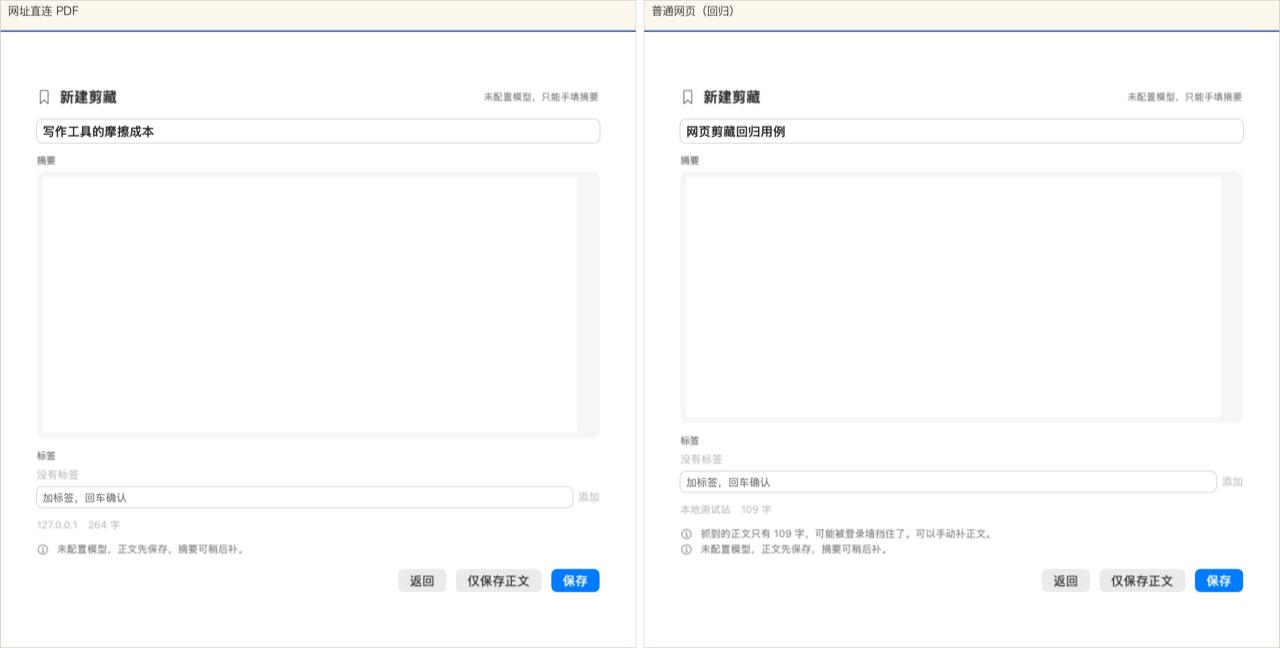 网址直连 PDF
新建剪藏
未配置模型，只能手填摘要
写作工具的摩擦成本
摘要
标签
没有标签
加标签，回车确认
添加
127.0.0.1 264 字
未配置模型，正文先保存，摘要可稍后补。
返回
仅保存正文
保存
普通网页（回归）
新建剪藏
未配置模型，只能手填摘要
网页剪藏回归用例
摘要
标签
没有标签
加标签，回车确认
添加
本地测试站 109 字
抓到的正文只有 109 字，可能被登录墙挡住了。可以手动补正文。
未配置模型，正文先保存，摘要可稍后补。
返回
仅保存正文
保存